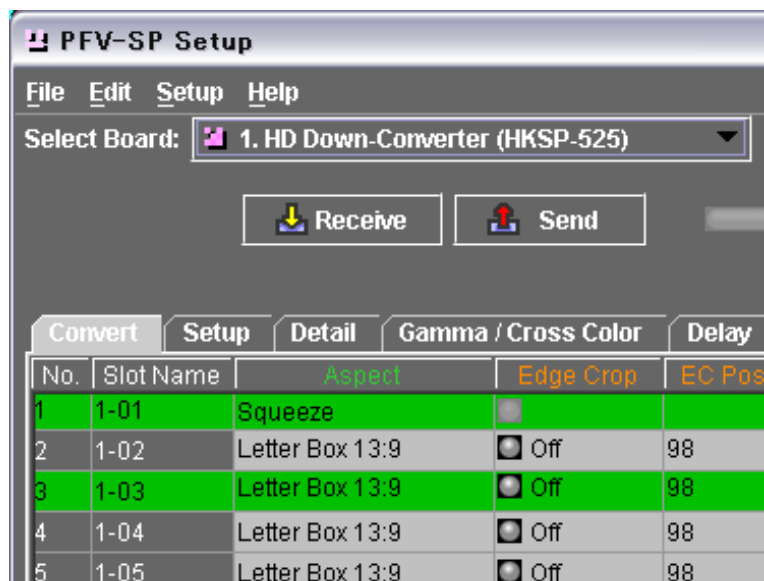 PFV-SP Setup
File Edit Setup Help
Select Board: 1. HD Down-Converter (HKSP-525)
Receive Send
Convert Setup Detail Gamma / Cross Color Delay
No. Slot Name Aspect Edge Crop EC Pos
1 1-01 Squeeze
2 1-02 Letter Box 13:9 Off 98
3 1-03 Letter Box 13:9 Off 98
4 1-04 Letter Box 13:9 Off 98
5 1-05 Letter Box 13:9 Off 98